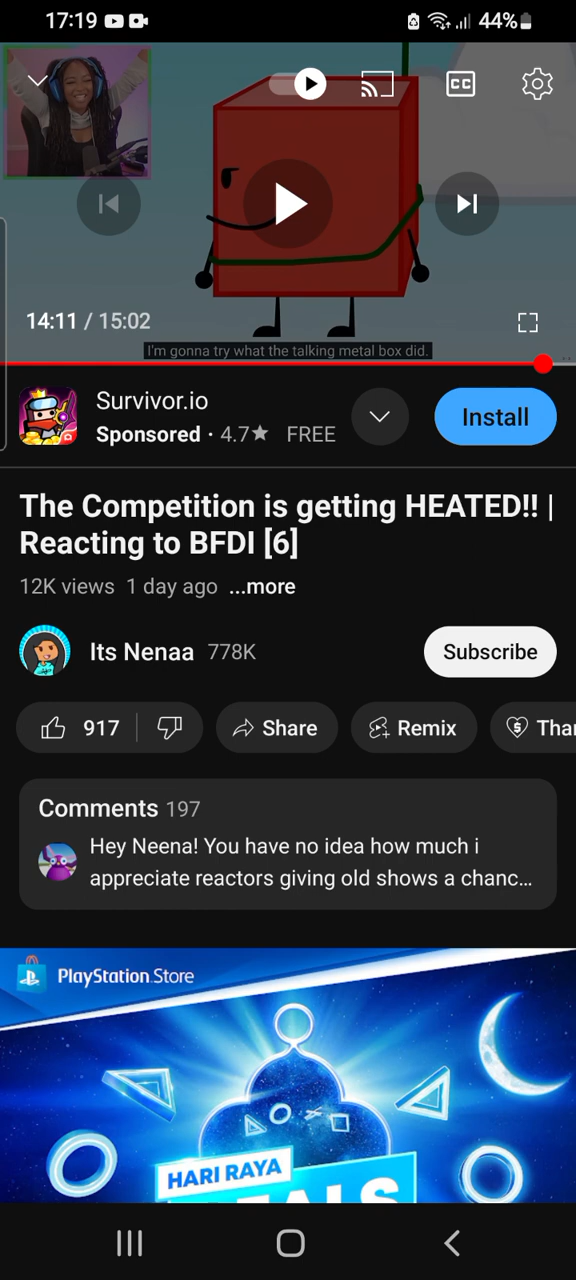 17:19
44%
CC
14:11 / 15:02
I'm gonna try what the talking metal box did.
Survivor.io
Sponsored · 4.7★ FREE
Install
The Competition is getting HEATED!! |
Reacting to BFDI [6]
12K views 1 day ago ...more
Its Nenaa 778K
Subscribe
917
Share
Remix
Than
Comments 197
Hey Neena! You have no idea how much i
appreciate reactors giving old shows a chanc...
PlayStation.Store
HARI RAYA